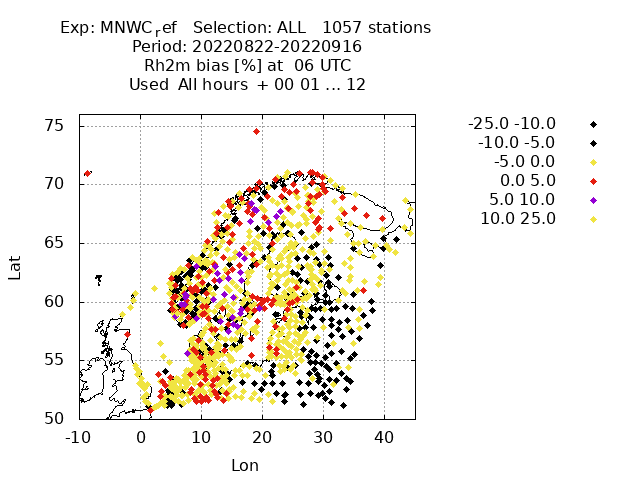 Exp: MNWC_ref   Selection: ALL   1057 stations
Period: 20220822-20220916
Rh2m bias [%] at  06 UTC
Used  All hours  + 00 01 ... 12
-25.0 -10.0
-10.0 -5.0
-5.0 0.0
0.0 5.0
5.0 10.0
10.0 25.0
75
70
65
60
55
50
Lat
-10 0 10 20 30 40
Lon